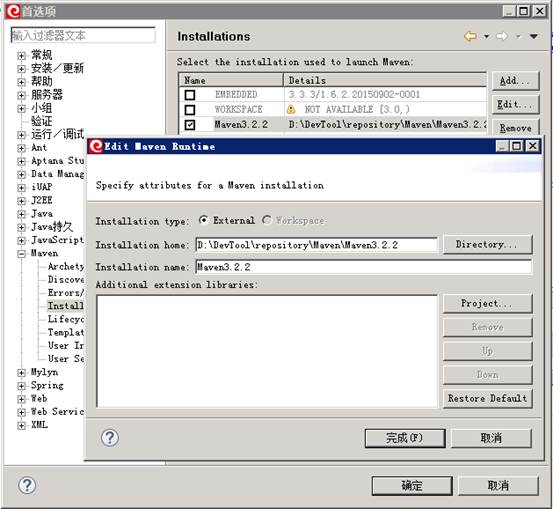 首选项
输入过滤器文本
Installations
常规
安装／更新
帮助
服务器
小组
验证
运行／调试
Ant
Aptana Stu
Data Manag
iUAP
J2EE
Java
Java持久
JavaScript
Maven
Archety
Discove
Errors/
Install
Lifecyc
Templat
User In
User Se
Mylyn
Spring
Web
Web Servic
XML
Select the installation used to launch Maven:
Name Details
EMBEDDED 3.3.3/1.6.2.20150902-0001
WORKSPACE NOT AVAILABLE [3.0,)
Maven3.2.2 D:\DevTool\repository\Maven\Maven3.2.2
Add...
Edit...
Remove
Edit Maven Runtime
Specify attributes for a Maven installation
Installation type: External Workspace
Installation home: D:\DevTool\repository\Maven\Maven3.2.2 Directory...
Installation name: Maven3.2.2
Additional extension libraries:
Project...
Remove
Up
Down
Restore Default
完成(F) 取消
确定 取消